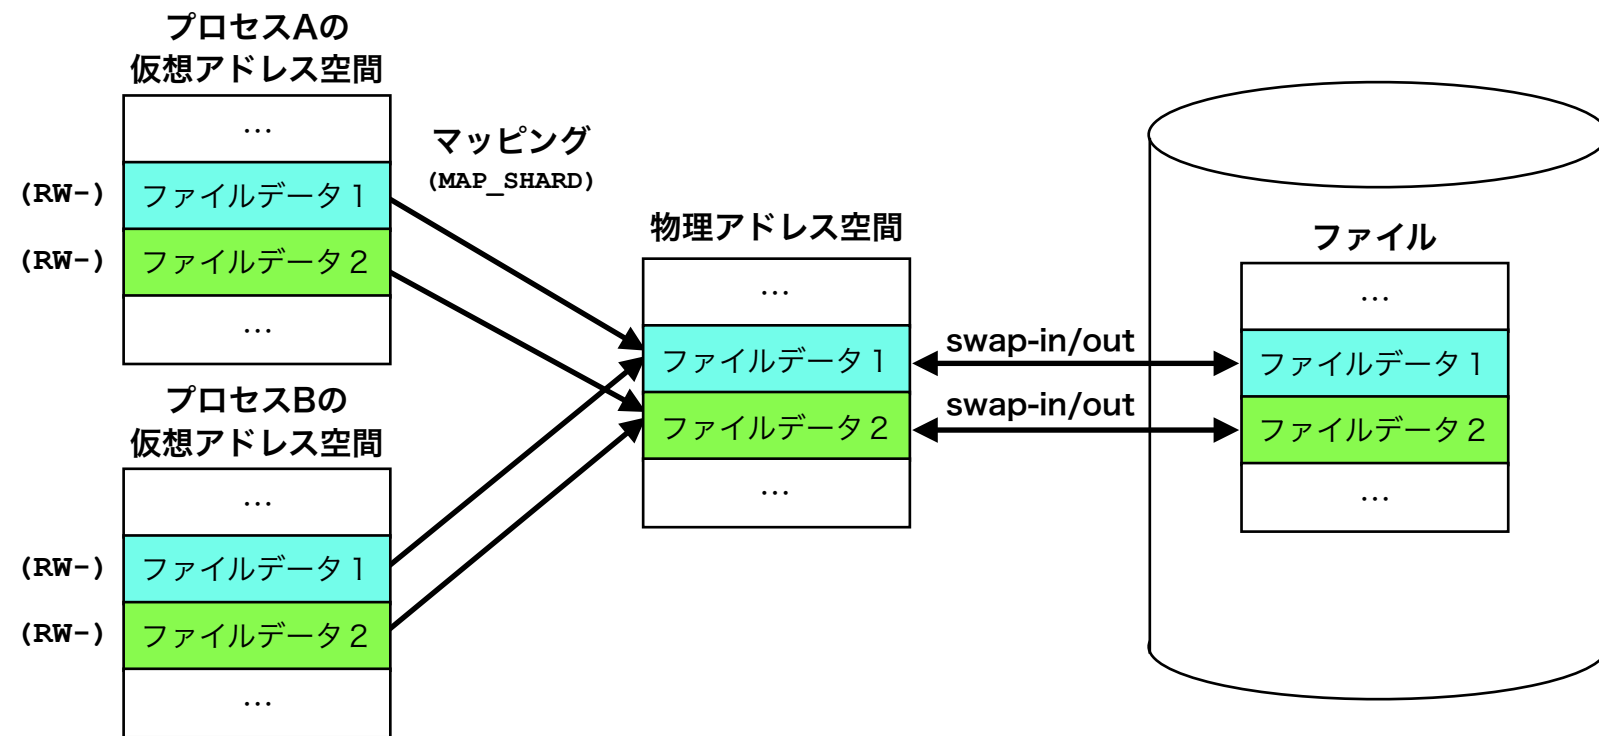 プロセスAの
仮想アドレス空間
…
(RW-) ファイルデータ１
(RW-) ファイルデータ２
…
マッピング
(MAP_SHARD)
プロセスBの
仮想アドレス空間
…
(RW-) ファイルデータ１
(RW-) ファイルデータ２
…
物理アドレス空間
…
ファイルデータ１
ファイルデータ２
…
swap-in/out
swap-in/out
ファイル
…
ファイルデータ１
ファイルデータ２
…